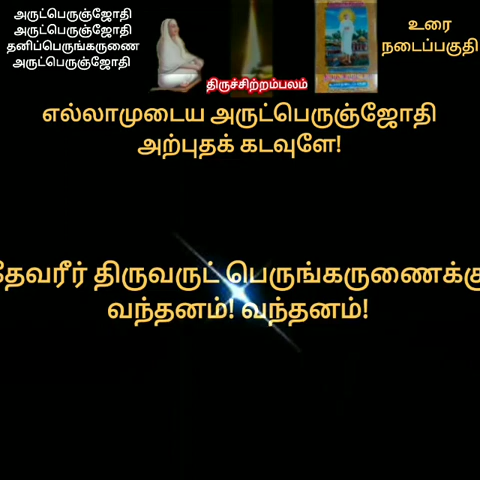 அருட்பெருஞ்ஜோதி
அருட்பெருஞ்ஜோதி
தனிப்பெருங்கருணை
அருட்பெருஞ்ஜோதி
உரை
நடைப்பகுதி
திருச்சிற்றம்பலம்
எல்லாமுடைய அருட்பெருஞ்ஜோதி
அற்புதக் கடவுளே!
தேவரீர் திருவருட் பெருங்கருணைக்கு
வந்தனம்! வந்தனம்!